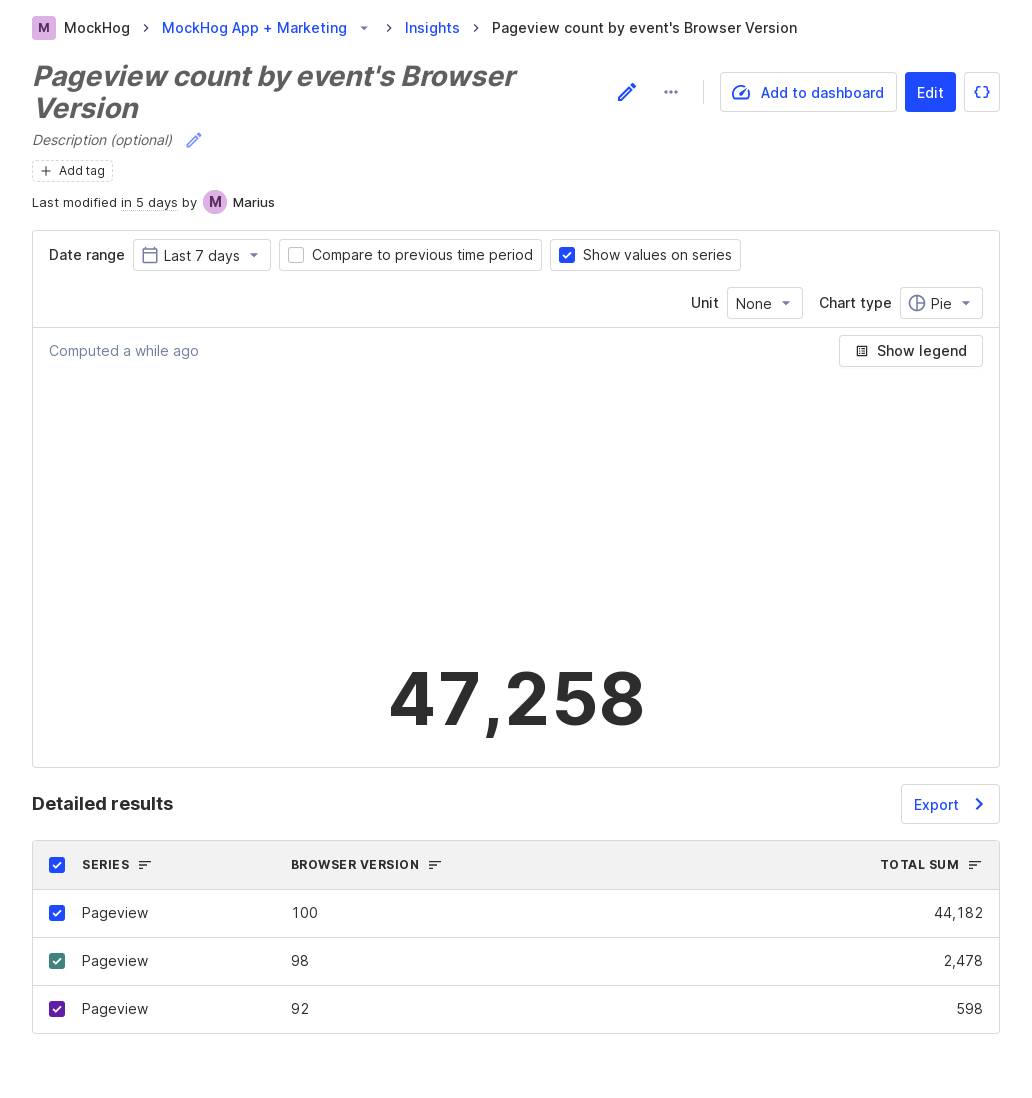 M MockHog MockHog App + Marketing Insights Pageview count by event's Browser Version
Pageview count by event's Browser
Version
Add to dashboard Edit
Description (optional)
Add tag
Last modified in 5 days by M Marius
Date range Last 7 days Compare to previous time period Show values on series
Unit None Chart type Pie
Computed a while ago Show legend
47,258
Detailed results Export
SERIES BROWSER VERSION TOTAL SUM
Pageview 100 44,182
Pageview 98 2,478
Pageview 92 598